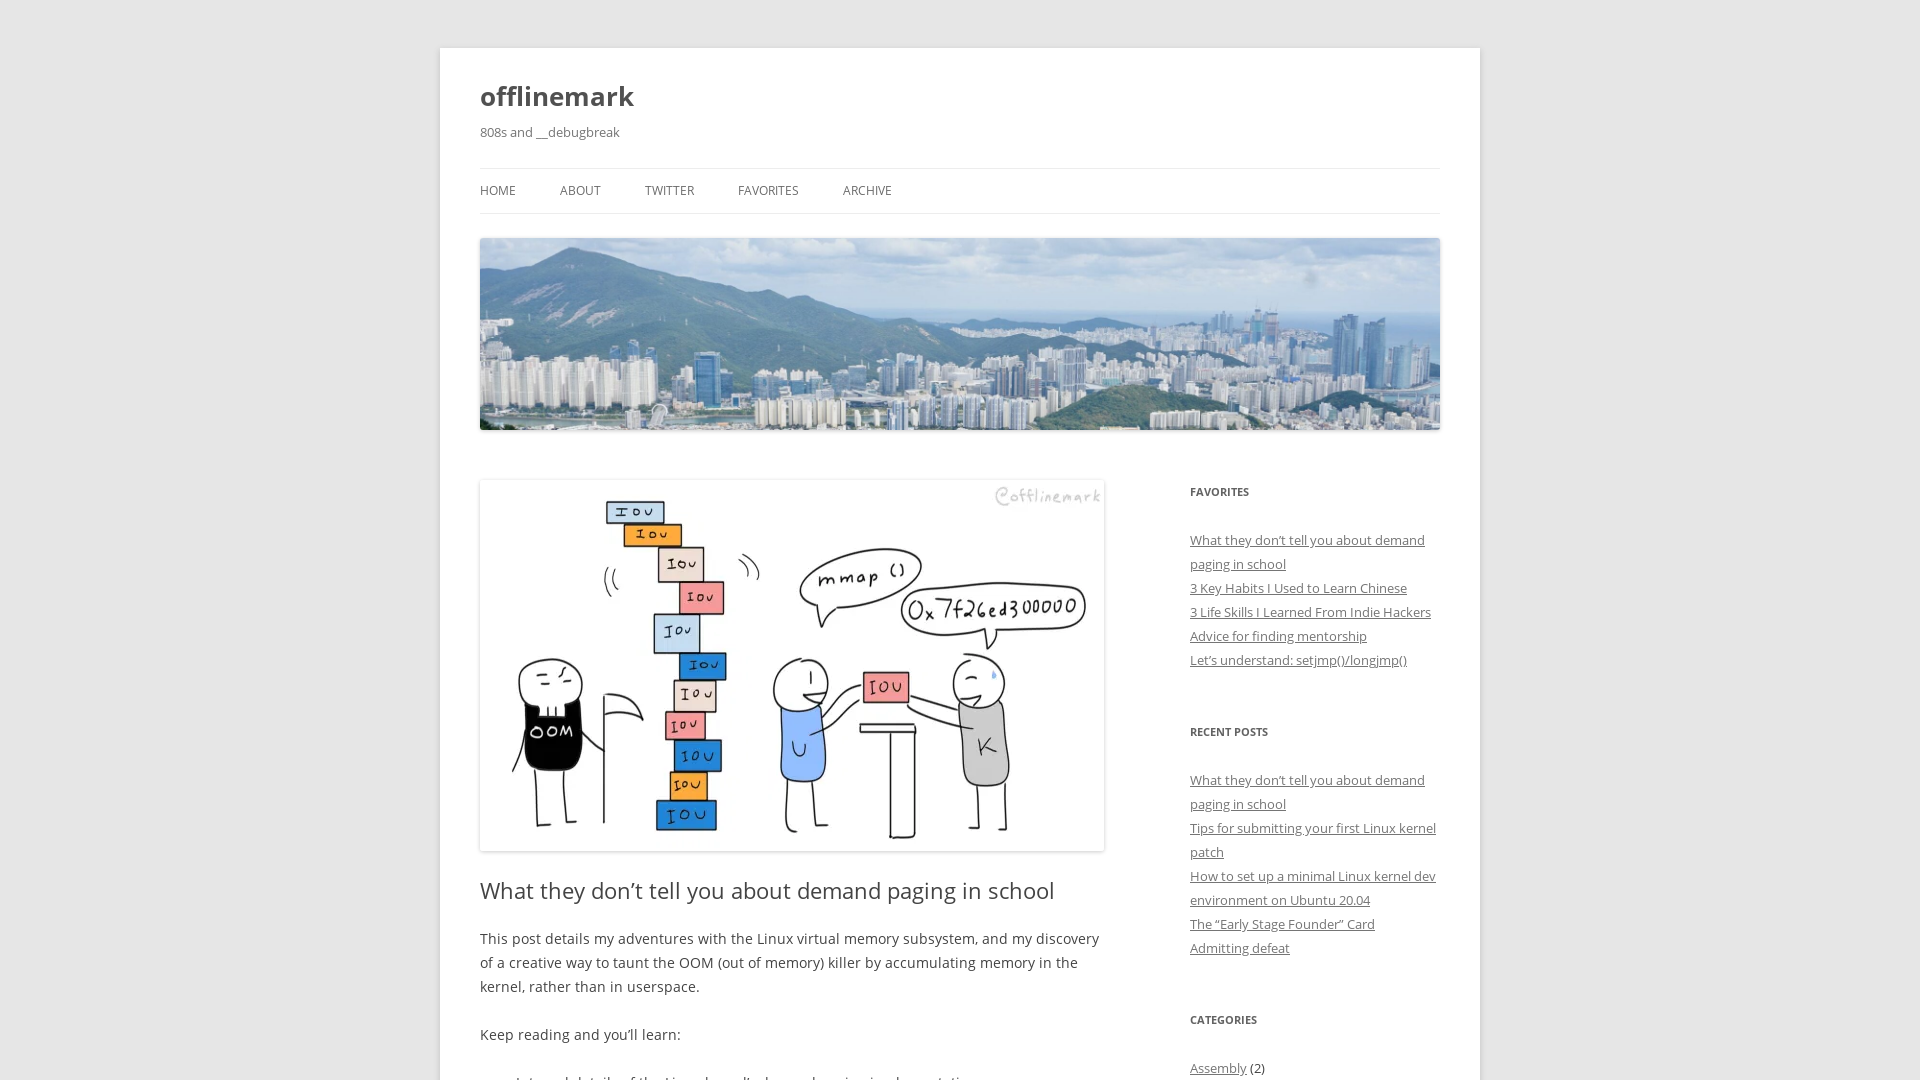 offlinemark
808s and __debugbreak
HOME ABOUT TWITTER FAVORITES ARCHIVE
@offlinemark
IOU
IOU
IOU
IOU
IOU
IOU
IOU
IOU
IOU
IOU
IOU
mmap ()
0x7f26ed300000
IOU
OOM
U
K
What they don’t tell you about demand paging in school
This post details my adventures with the Linux virtual memory subsystem, and my discovery
of a creative way to taunt the OOM (out of memory) killer by accumulating memory in the
kernel, rather than in userspace.
Keep reading and you’ll learn:
FAVORITES
What they don’t tell you about demand
paging in school
3 Key Habits I Used to Learn Chinese
3 Life Skills I Learned From Indie Hackers
Advice for finding mentorship
Let’s understand: setjmp()/longjmp()
RECENT POSTS
What they don’t tell you about demand
paging in school
Tips for submitting your first Linux kernel
patch
How to set up a minimal Linux kernel dev
environment on Ubuntu 20.04
The “Early Stage Founder” Card
Admitting defeat
CATEGORIES
Assembly (2)